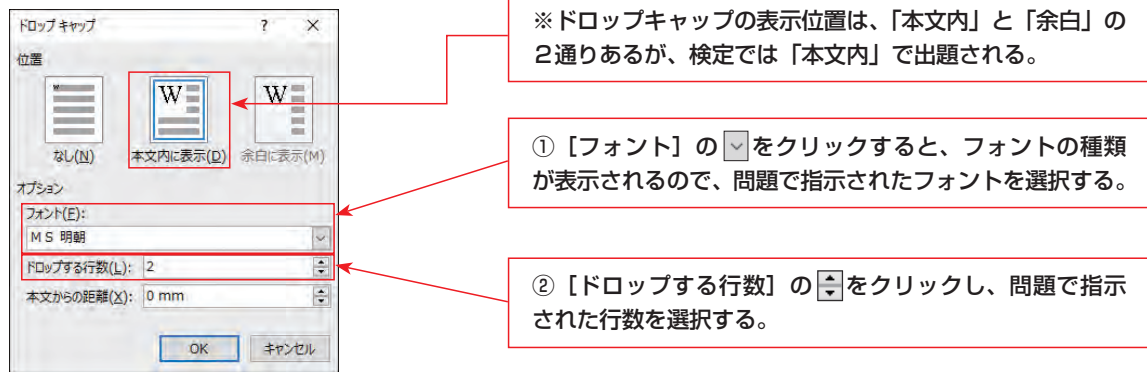 ドロップ キャップ
? ×
位置
W
W
W
なし(N)
本文内に表示(D)
余白に表示(M)
オプション
フォント(F):
ＭＳ 明朝
ドロップする行数(L): 2
本文からの距離(X): 0 mm
OK
キャンセル
※ドロップキャップの表示位置は、「本文内」と「余白」の
２通りあるが、検定では「本文内」で出題される。
①［フォント］の をクリックすると、フォントの種類
が表示されるので、問題で指示されたフォントを選択する。
②［ドロップする行数］の をクリックし、問題で指示
された行数を選択する。